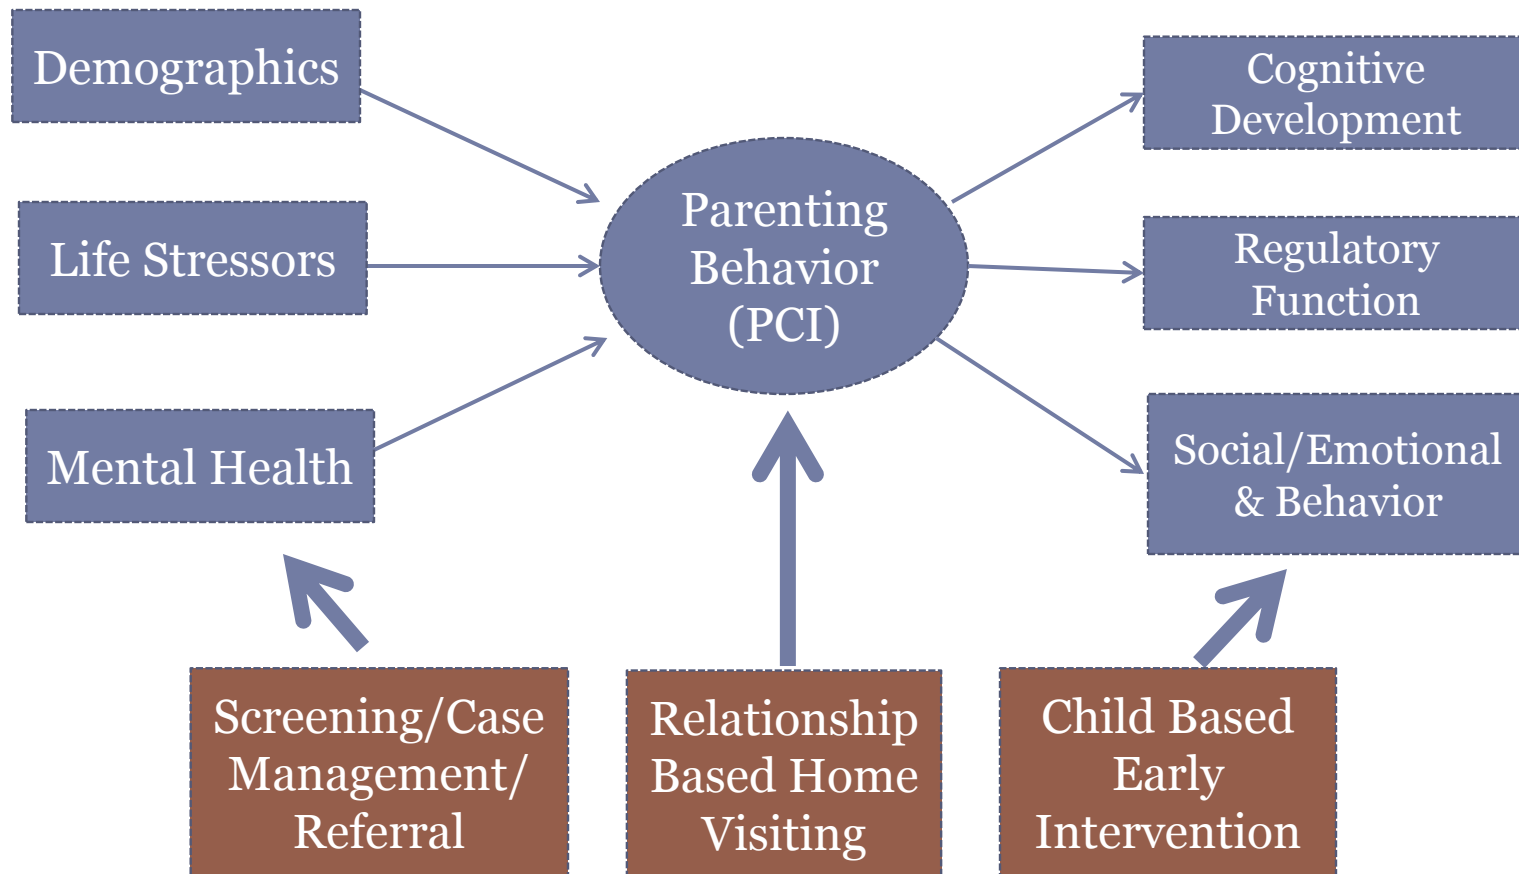 Demographics
Life Stressors
Mental Health
Parenting
Behavior
(PCI)
Cognitive
Development
Regulatory
Function
Social/Emotional
& Behavior
Screening/Case
Management/
Referral
Relationship
Based Home
Visiting
Child Based
Early
Intervention